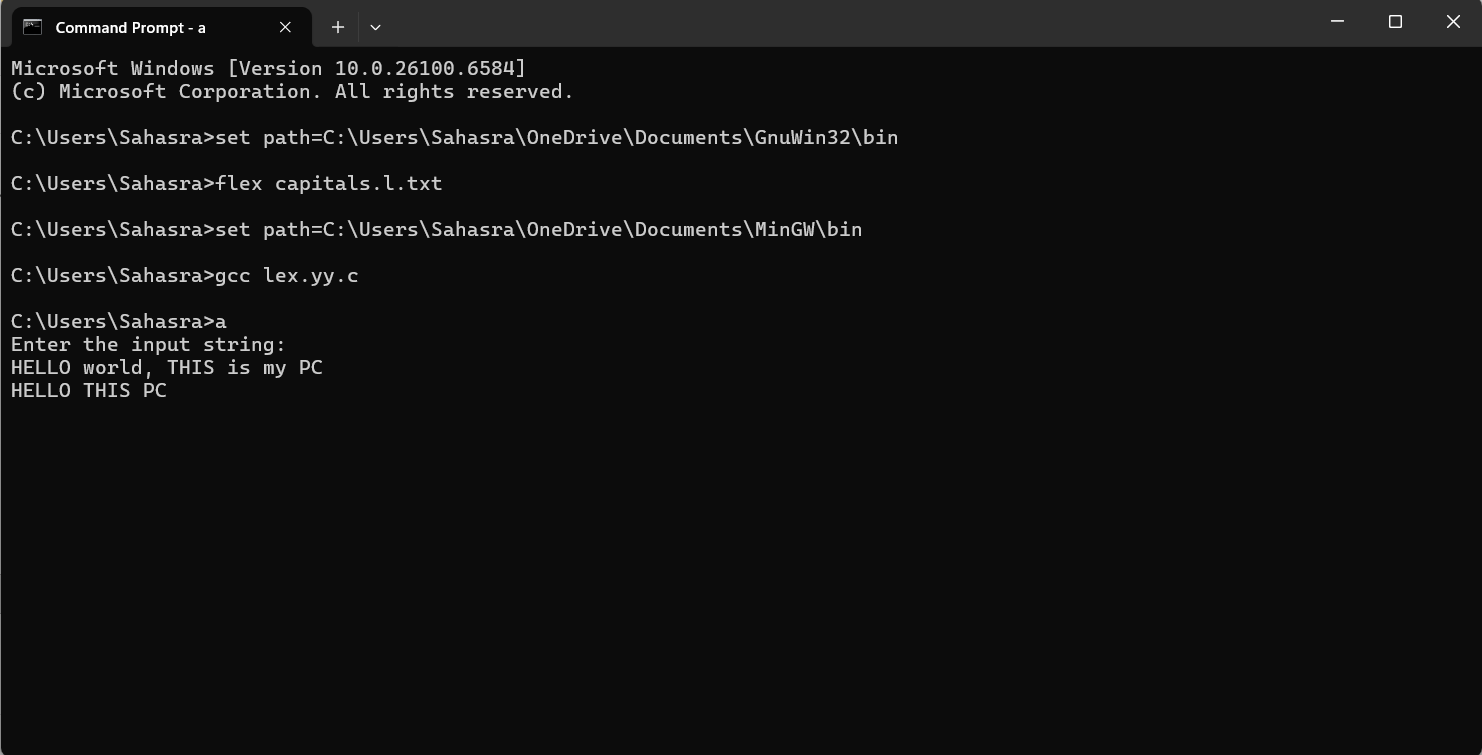 Command Prompt - a
Microsoft Windows [Version 10.0.26100.6584]
(c) Microsoft Corporation. All rights reserved.
C:\Users\Sahasra>set path=C:\Users\Sahasra\OneDrive\Documents\GnuWin32\bin
C:\Users\Sahasra>flex capitals.l.txt
C:\Users\Sahasra>set path=C:\Users\Sahasra\OneDrive\Documents\MinGW\bin
C:\Users\Sahasra>gcc lex.yy.c
C:\Users\Sahasra>a
Enter the input string:
HELLO world, THIS is my PC
HELLO THIS PC